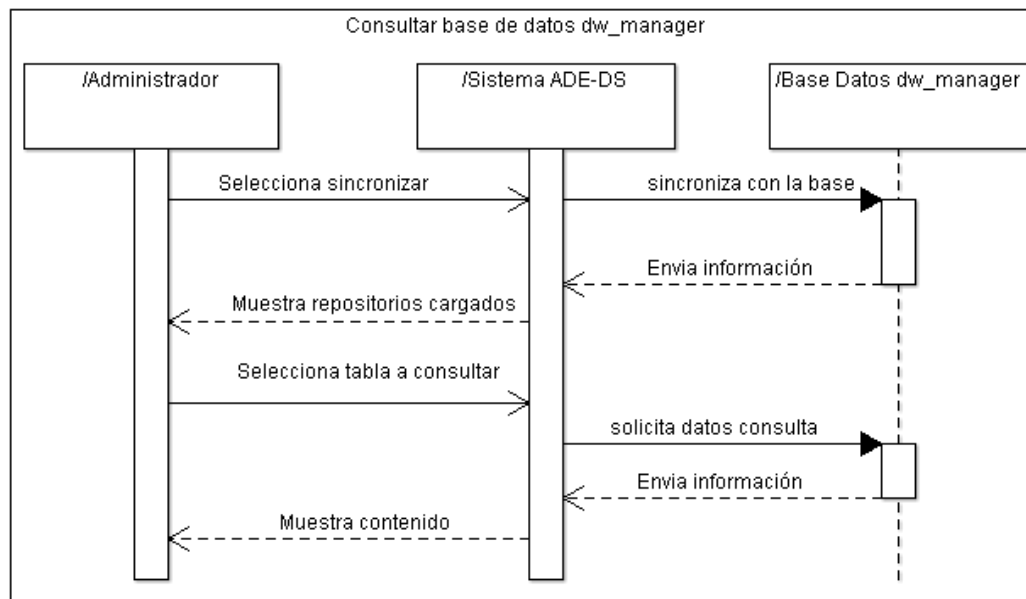 Consultar base de datos dw_manager
/Administrador
/Sistema ADE-DS
/Base Datos dw_manager
Selecciona sincronizar
sincroniza con la base
Envia información
Muestra repositorios cargados
Selecciona tabla a consultar
solicita datos consulta
Envia información
Muestra contenido